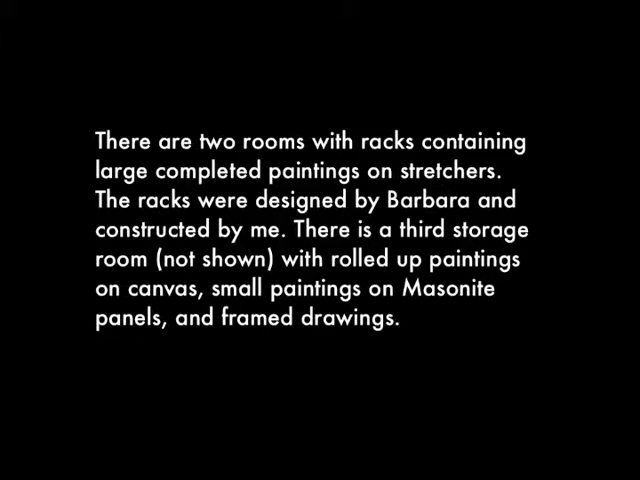 There are two rooms with racks containing
large completed paintings on stretchers.
The racks were designed by Barbara and
constructed by me. There is a third storage
room (not shown) with rolled up paintings
on canvas, small paintings on Masonite
panels, and framed drawings.